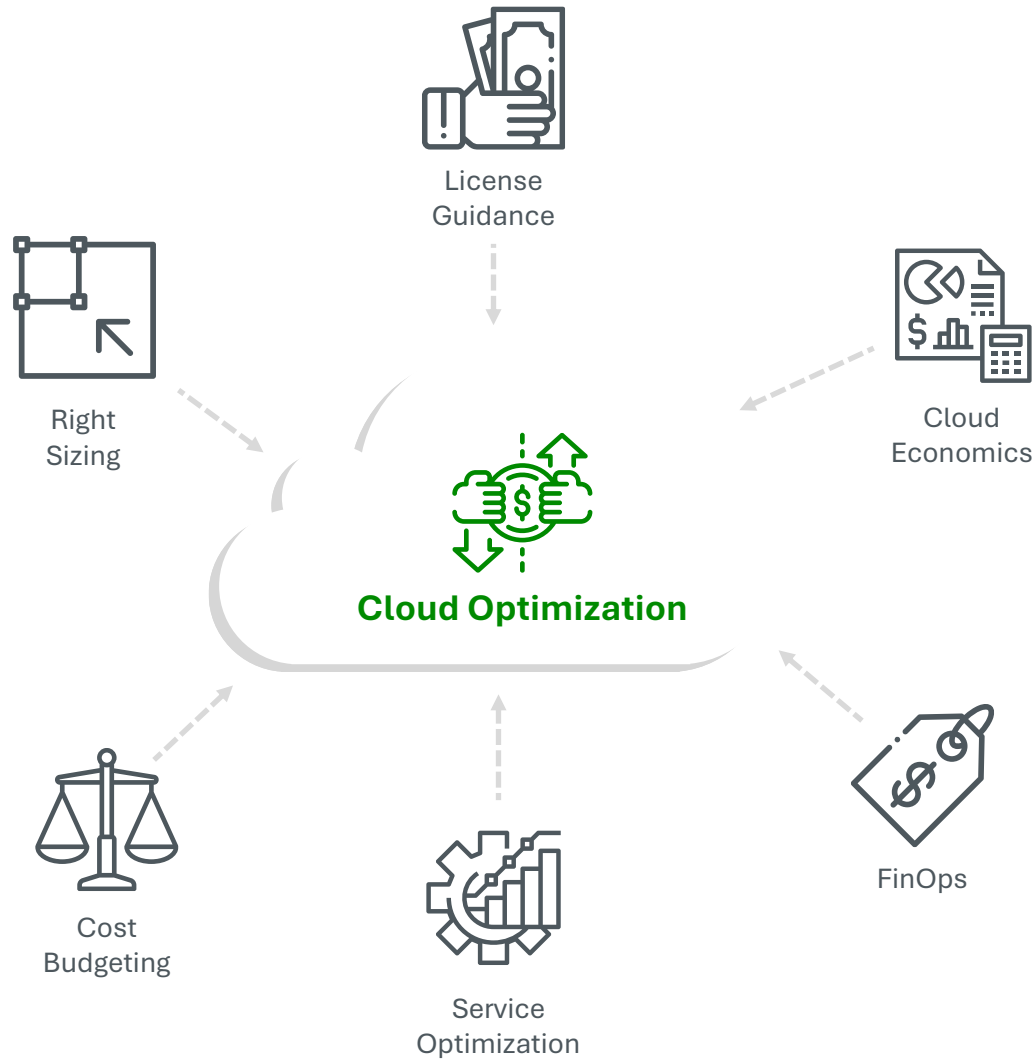 License
Guidance
Right
Sizing
Cloud
Economics
Cloud Optimization
Cost
Budgeting
Service
Optimization
FinOps